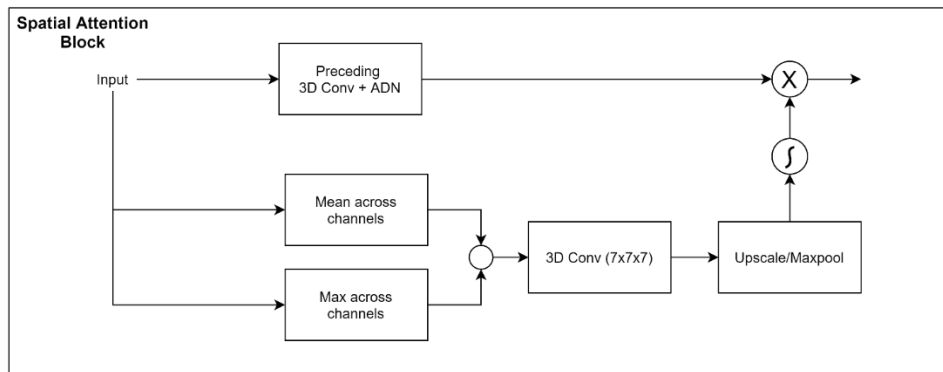 Spatial Attention
Block
Input
Preceding
3D Conv + ADN
X
Mean across
channels
3D Conv (7x7x7)
Upscale/Maxpool
Max across
channels